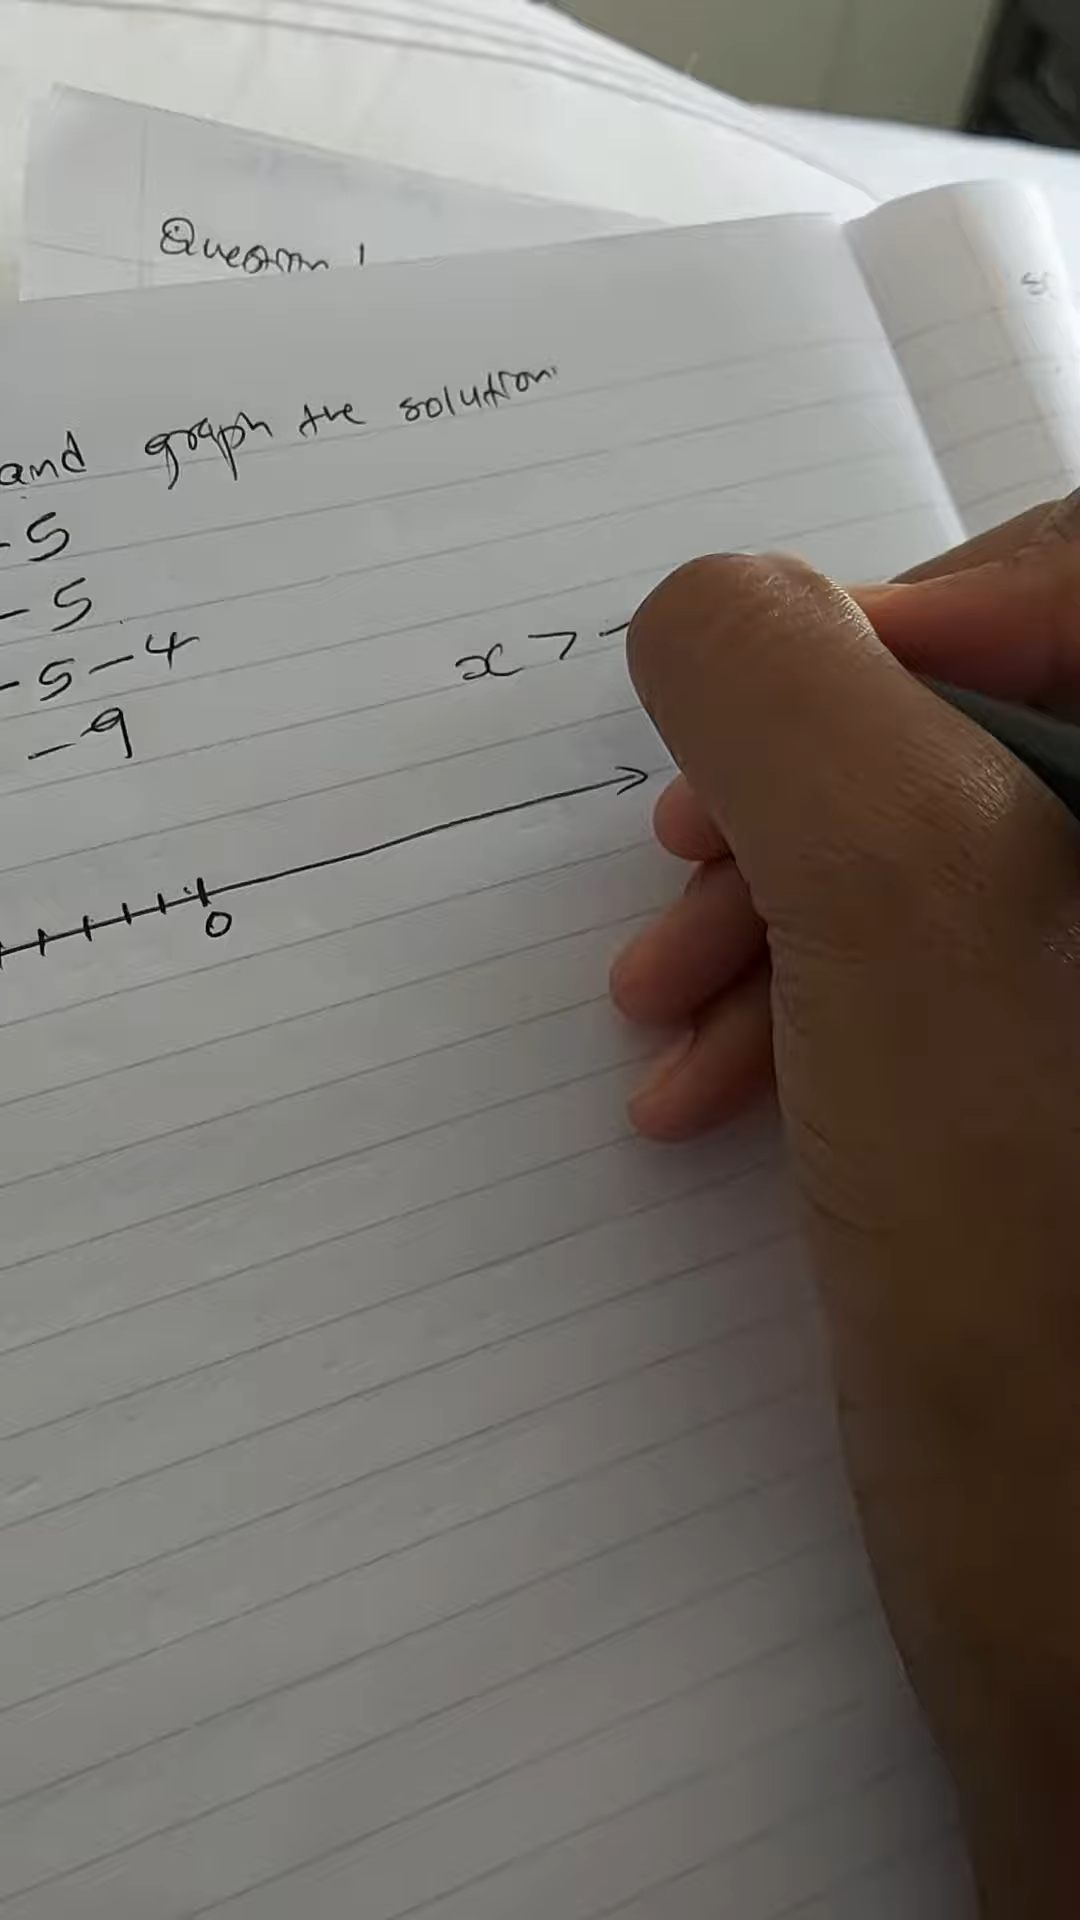 Question 1
and graph the solution.
-5
-5
-5-4
-9
x > -
0